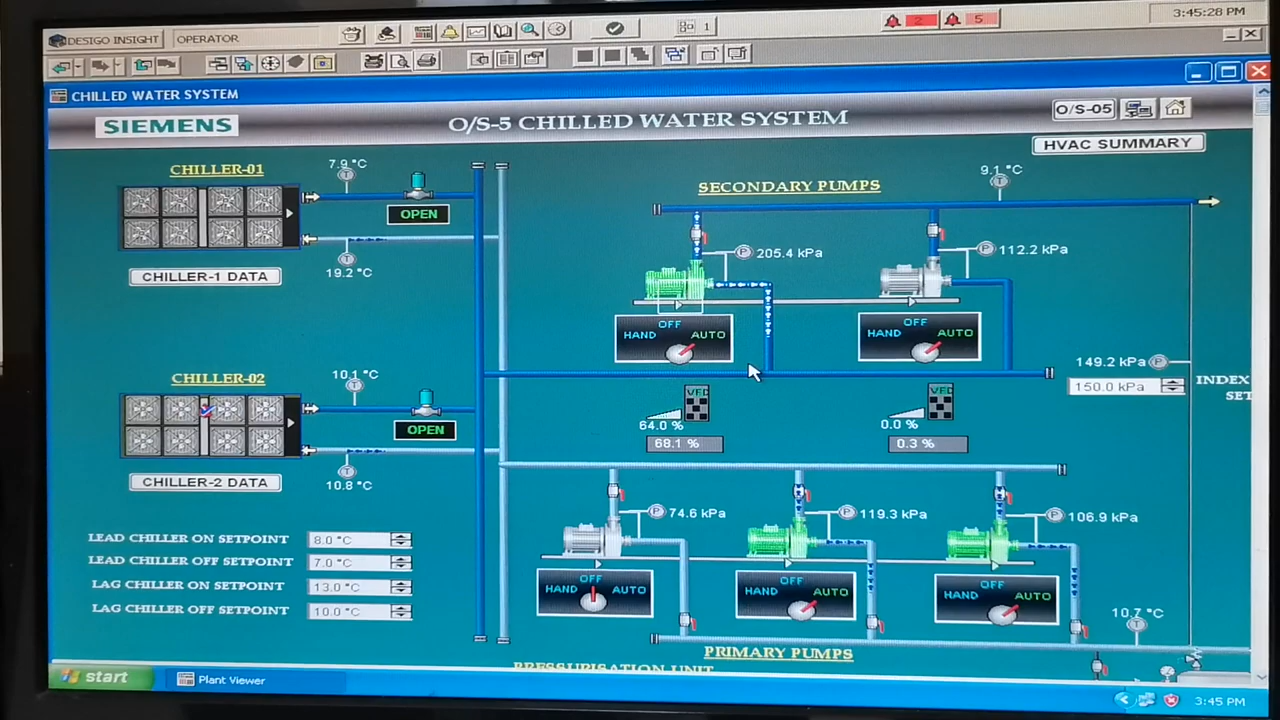 3:45:28 PM
DESIGO INSIGHT OPERATOR 1 2 5
CHILLED WATER SYSTEM
SIEMENS O/S-5 CHILLED WATER SYSTEM O/S-05
HVAC SUMMARY
CHILLER-01 7.9 °C SECONDARY PUMPS 9.1 °C
OPEN
205.4 kPa 112.2 kPa
19.2 °C
CHILLER-1 DATA
OFF OFF
HAND AUTO HAND AUTO
149.2 kPa
CHILLER-02 10.1 °C 150.0 kPa INDEX
SET
VFD VFD
OPEN 64.0 % 0.0 %
68.1 % 0.3 %
CHILLER-2 DATA 10.8 °C
74.6 kPa 119.3 kPa 106.9 kPa
LEAD CHILLER ON SETPOINT 8.0 °C
LEAD CHILLER OFF SETPOINT 7.0 °C
LAG CHILLER ON SETPOINT 13.0 °C
LAG CHILLER OFF SETPOINT 10.0 °C
OFF OFF OFF
HAND AUTO HAND AUTO HAND AUTO
10.7 °C
PRIMARY PUMPS
PRESSURISATION UNIT
start Plant Viewer 3:45 PM